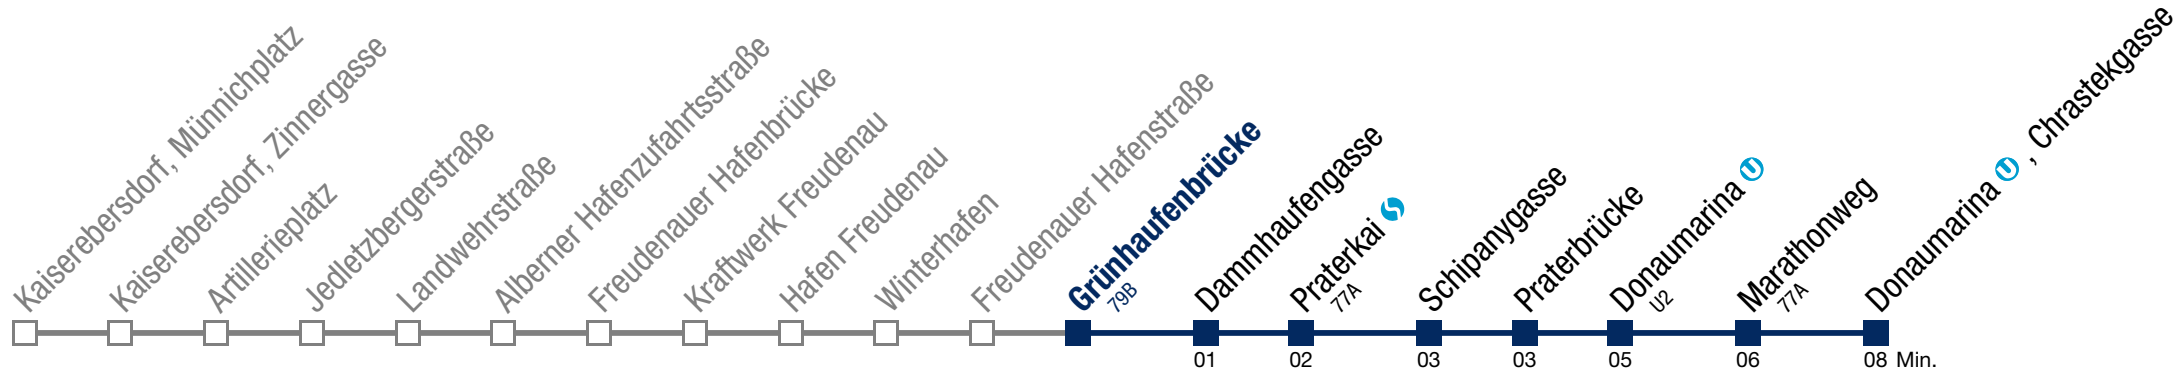 Kaiserebersdorf, Münnichplatz
Kaiserebersdorf, Zinnergasse
Artillerieplatz
Jedletzbergerstraße
Landwehrstraße
Alberner Hafenzufahrtsstraße
Freudenauer Hafenbrücke
Kraftwerk Freudenau
Hafen Freudenau
Winterhafen
Freudenauer Hafenstraße
Grünhaufenbrücke
79B
Dammhaufengasse
Praterkai S
77A
Schipanygasse
Praterbrücke
Donaumarina U
U2
Marathonweg
77A
Donaumarina U , Chrastekgasse
01 02 03 03 05 06 08 Min.